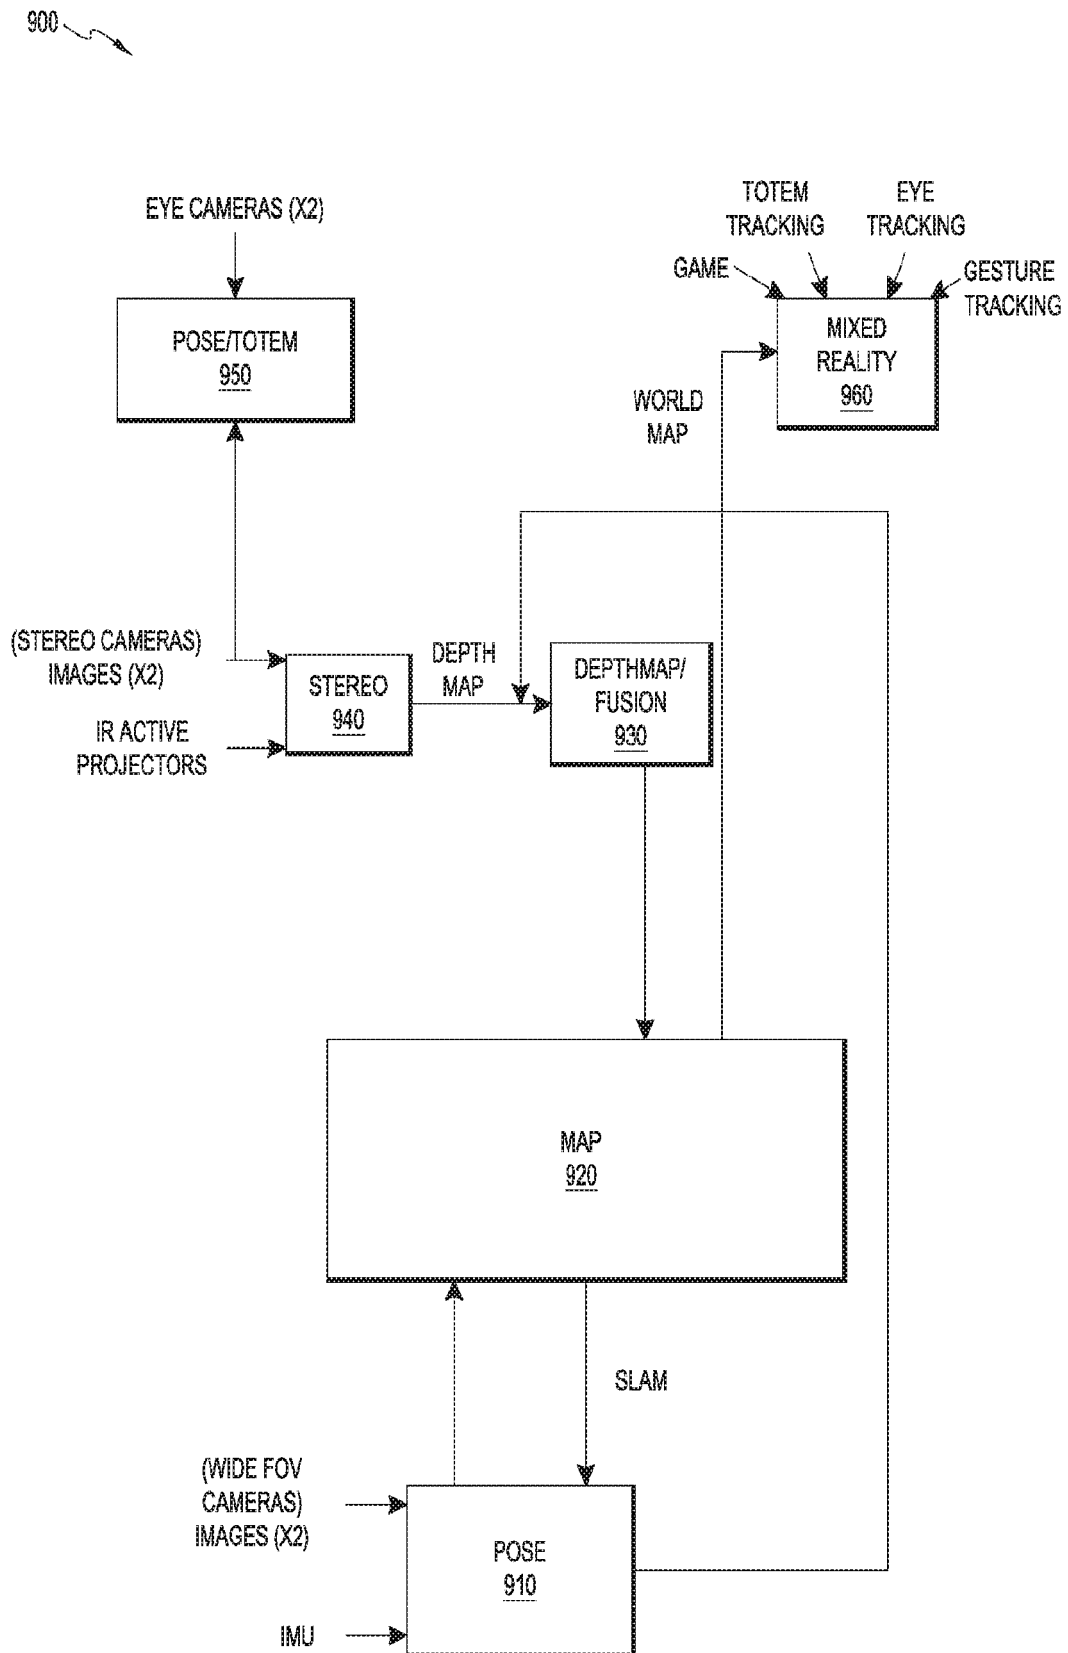 900
EYE CAMERAS (X2)
POSE/TOTEM
950
TOTEM
TRACKING
EYE
TRACKING
GAME
GESTURE
TRACKING
MIXED
REALITY
960
WORLD
MAP
(STEREO CAMERAS)
IMAGES (X2)
IR ACTIVE
PROJECTORS
STEREO
940
DEPTH
MAP
DEPTHMAP/
FUSION
930
MAP
920
SLAM
(WIDE FOV
CAMERAS)
IMAGES (X2)
IMU
POSE
910